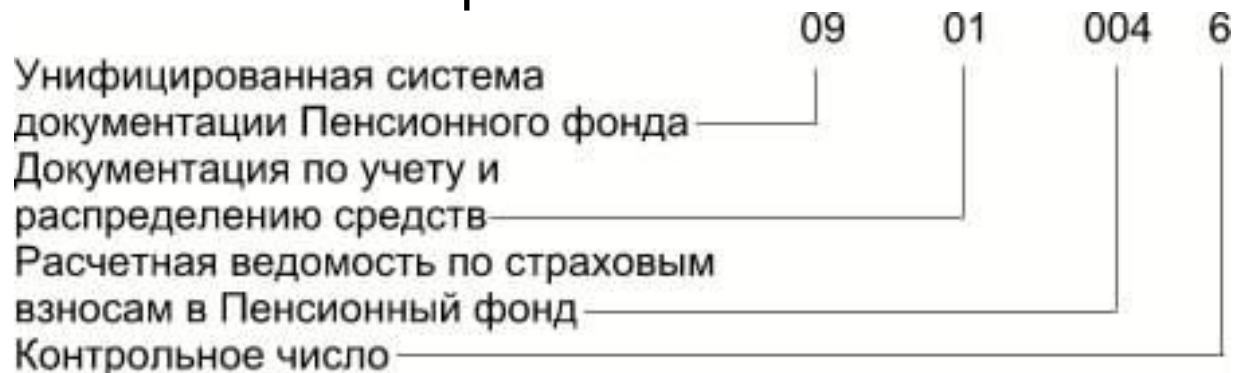 09 01 004 6
Унифицированная система
документации Пенсионного фонда
Документация по учету и
распределению средств
Расчетная ведомость по страховым
взносам в Пенсионный фонд
Контрольное число